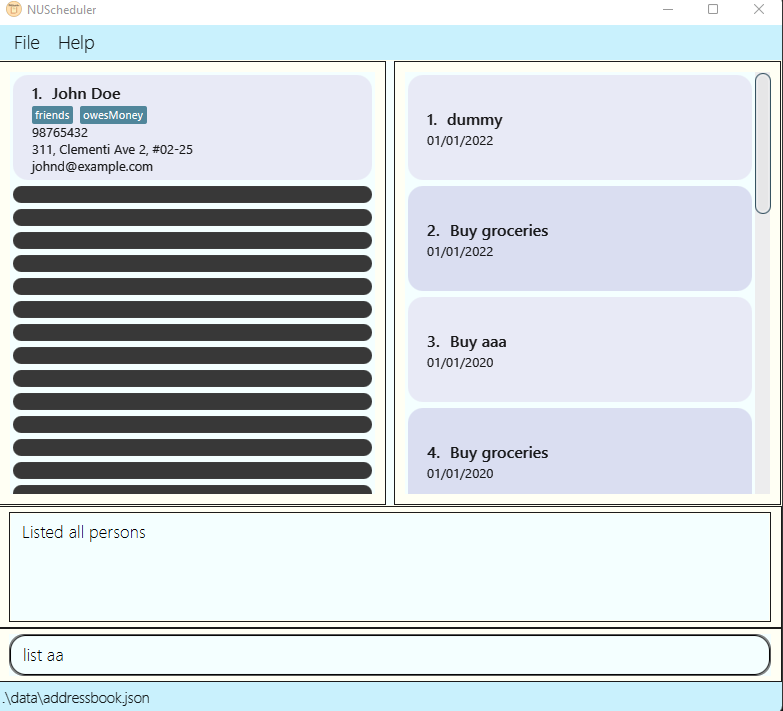 NUScheduler
File Help
1. John Doe
friends owesMoney
98765432
311, Clementi Ave 2, #02-25
johnd@example.com
1. dummy
01/01/2022
2. Buy groceries
01/01/2022
3. Buy aaa
01/01/2020
4. Buy groceries
01/01/2020
Listed all persons
list aa
.\data\addressbook.json